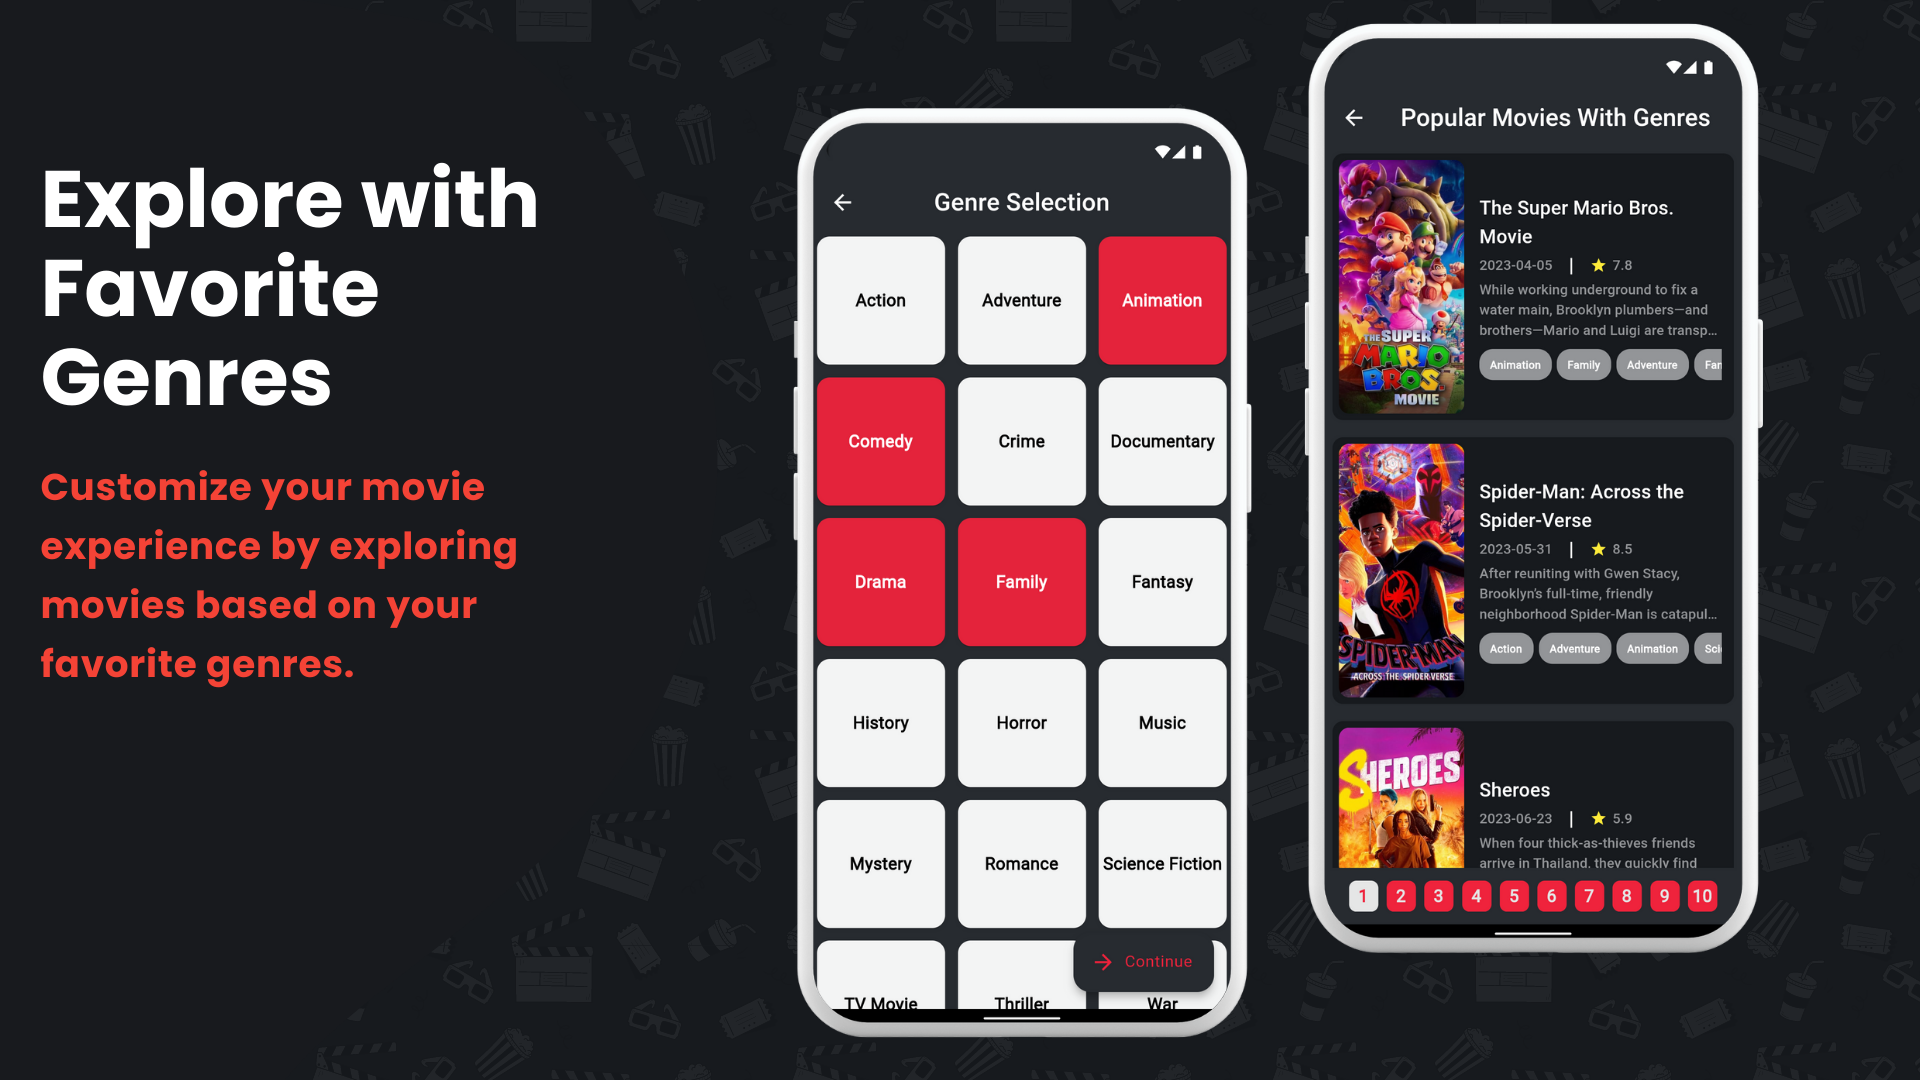 Explore with
Favorite
Genres
Customize your movie
experience by exploring
movies based on your
favorite genres.
Genre Selection
Action
Adventure
Animation
Comedy
Crime
Documentary
Drama
Family
Fantasy
History
Horror
Music
Mystery
Romance
Science Fiction
TV Movie
Thriller
War
Continue
Popular Movies With Genres
THE SUPER
MARIO
BROS.
MOVIE
The Super Mario Bros.
Movie
2023-04-05 | 7.8
While working underground to fix a
water main, Brooklyn plumbers—and
brothers—Mario and Luigi are transp...
Animation Family Adventure Fan
SPIDER-MAN
ACROSS THE SPIDER-VERSE
Spider-Man: Across the
Spider-Verse
2023-05-31 | 8.5
After reuniting with Gwen Stacy,
Brooklyn's full-time, friendly
neighborhood Spider-Man is catapul...
Action Adventure Animation Sci
SHEROES
Sheroes
2023-06-23 | 5.9
When four thick-as-thieves friends
arrive in Thailand, they quickly find
1 2 3 4 5 6 7 8 9 10